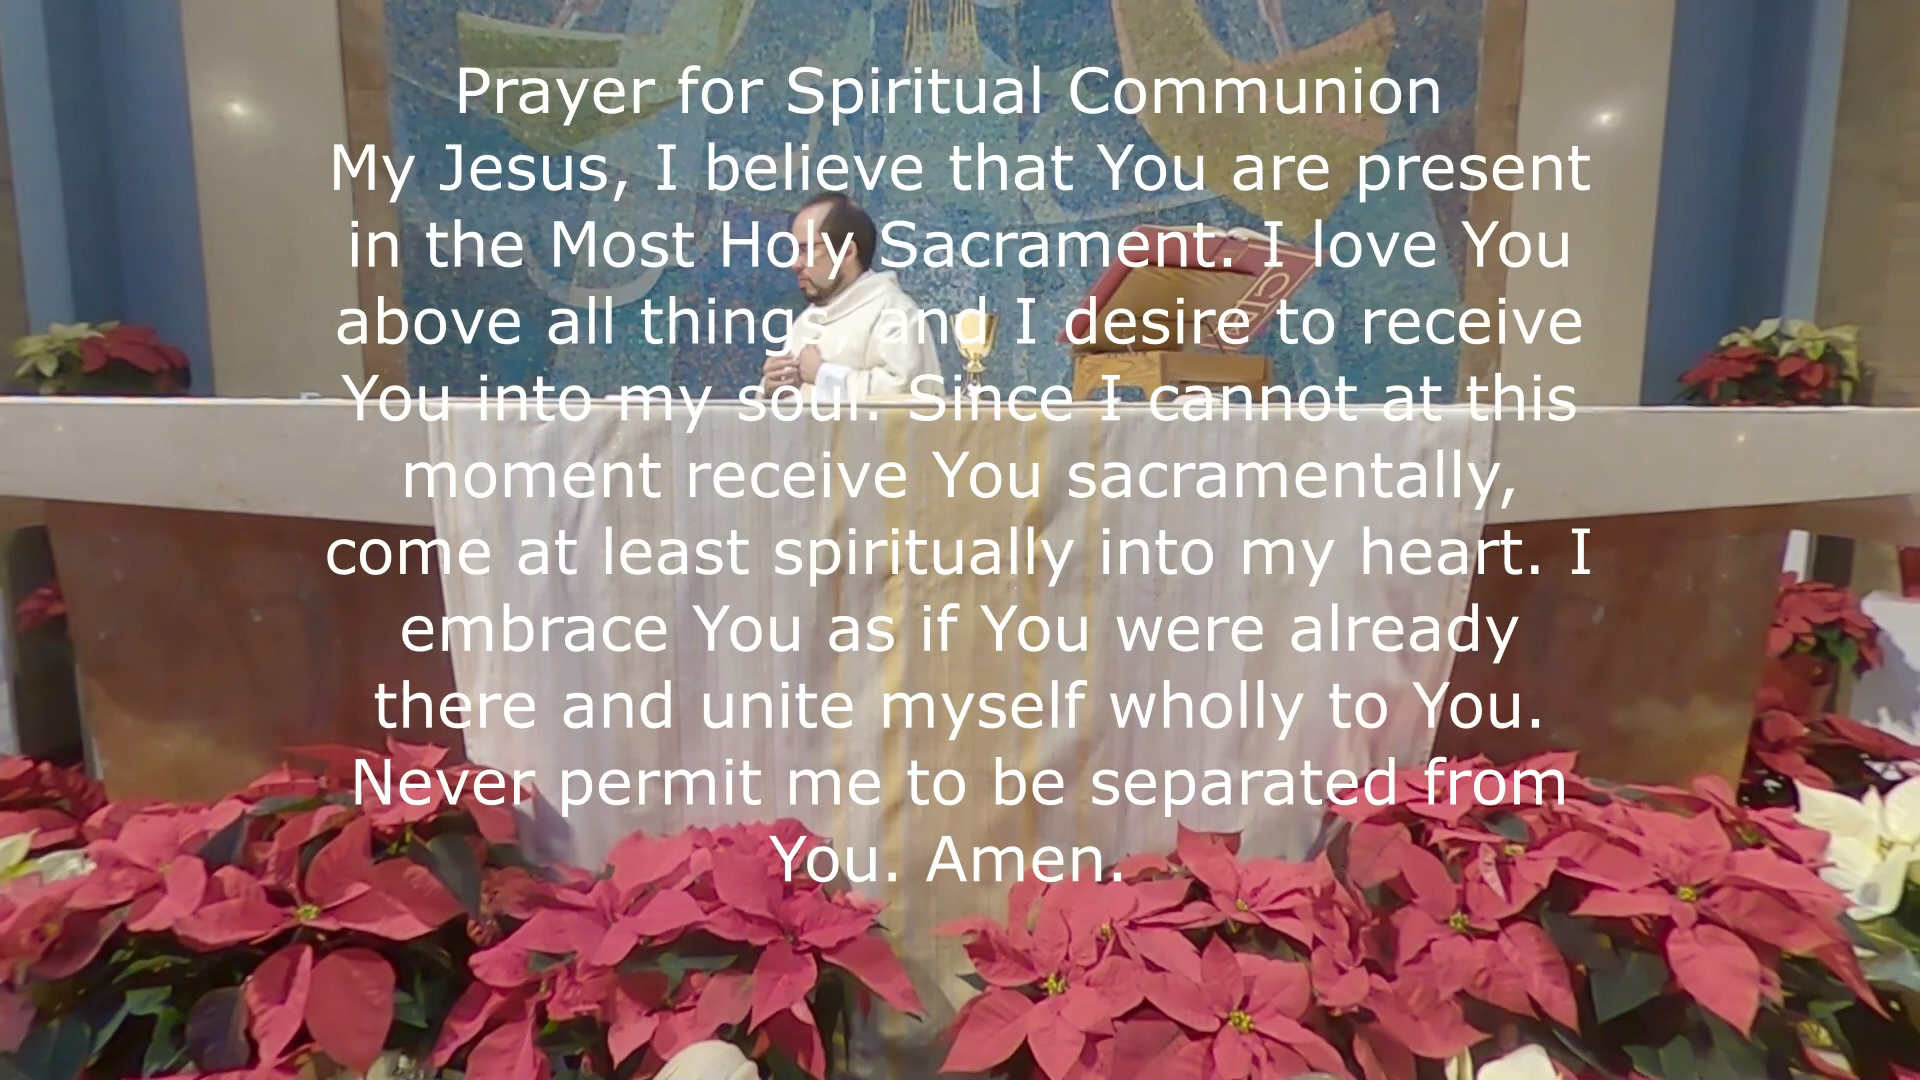 Prayer for Spiritual Communion
My Jesus, I believe that You are present
in the Most Holy Sacrament. I love You
above all things, and I desire to receive
You into my soul. Since I cannot at this
moment receive You sacramentally,
come at least spiritually into my heart. I
embrace You as if You were already
there and unite myself wholly to You.
Never permit me to be separated from
You. Amen.